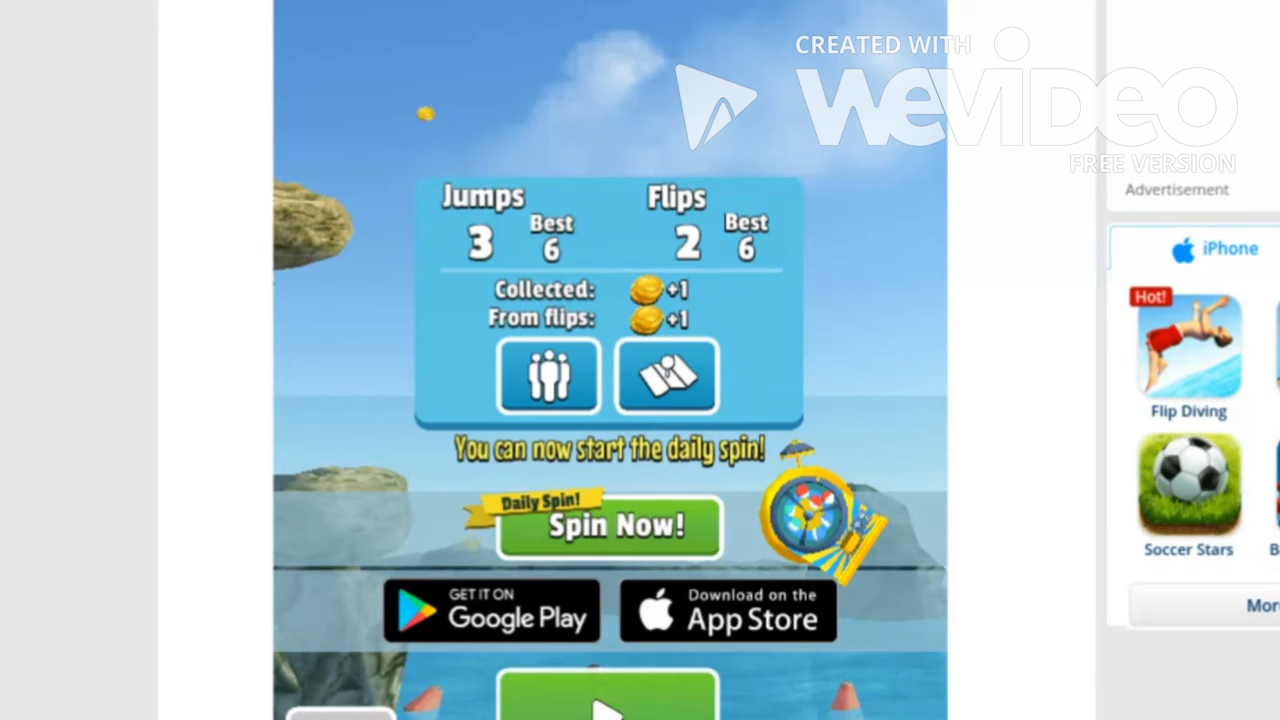 CREATED WITH
WEVIDEO
FREE VERSION
Advertisement
Jumps
Flips
3
Best
6
2
Best
6
Collected: +1
From flips: +1
You can now start the daily spin!
Daily Spin!
Spin Now!
GET IT ON
Google Play
Download on the
App Store
iPhone
Hot!
Flip Diving
Soccer Stars